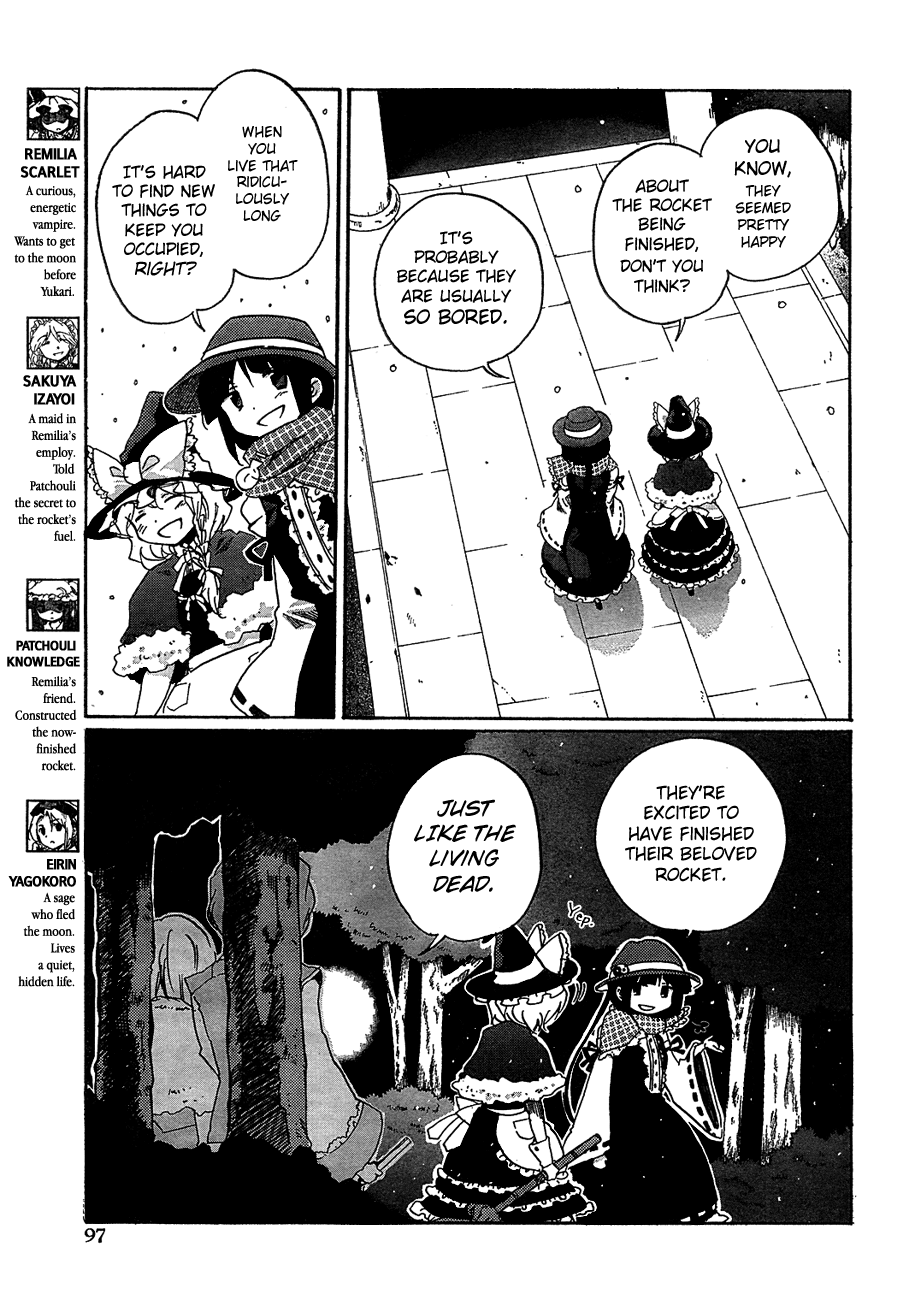 YOU
KNOW,
THEY
SEEMED
PRETTY
HAPPY
ABOUT
THE ROCKET
BEING
FINISHED,
DON'T YOU
THINK?
IT'S
PROBABLY
BECAUSE THEY
ARE USUALLY
SO BORED.
WHEN
YOU
LIVE THAT
RIDICU-
LOUSLY
LONG
IT'S HARD
TO FIND NEW
THINGS TO
KEEP YOU
OCCUPIED,
RIGHT?
THEY'RE
EXCITED TO
HAVE FINISHED
THEIR BELOVED
ROCKET.
JUST
LIKE THE
LIVING
DEAD.
Yep.
REMILIA
SCARLET
A curious,
energetic
vampire.
Wants to get
to the moon
before
Yukari.
SAKUYA
IZAYOI
A maid in
Remilia's
employ.
Told
Patchouli
the secret to
the rocket's
fuel.
PATCHOULI
KNOWLEDGE
Remilia's
friend.
Constructed
the now-
finished
rocket.
EIRIN
YAGOKORO
A sage
who fled
the moon.
Lives
a quiet,
hidden life.
97